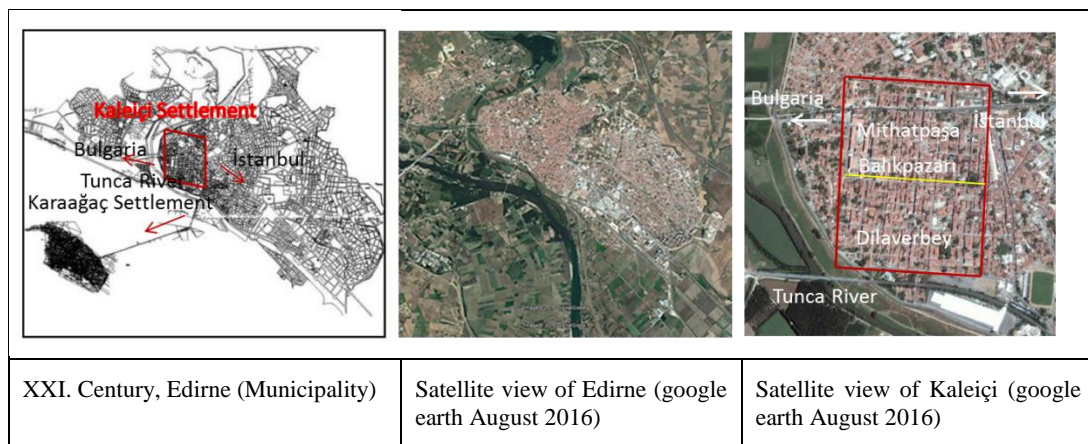 Kaleiçi Settlement
Bulgaria
İstanbul
Tunca River
Karaağaç Settlement
Bulgaria
İstanbul
Mithatpaşa
Balıkpazarı
Dilaverbey
Tunca River
XXI. Century, Edirne (Municipality)
Satellite view of Edirne (google
earth August 2016)
Satellite view of Kaleiçi (google
earth August 2016)